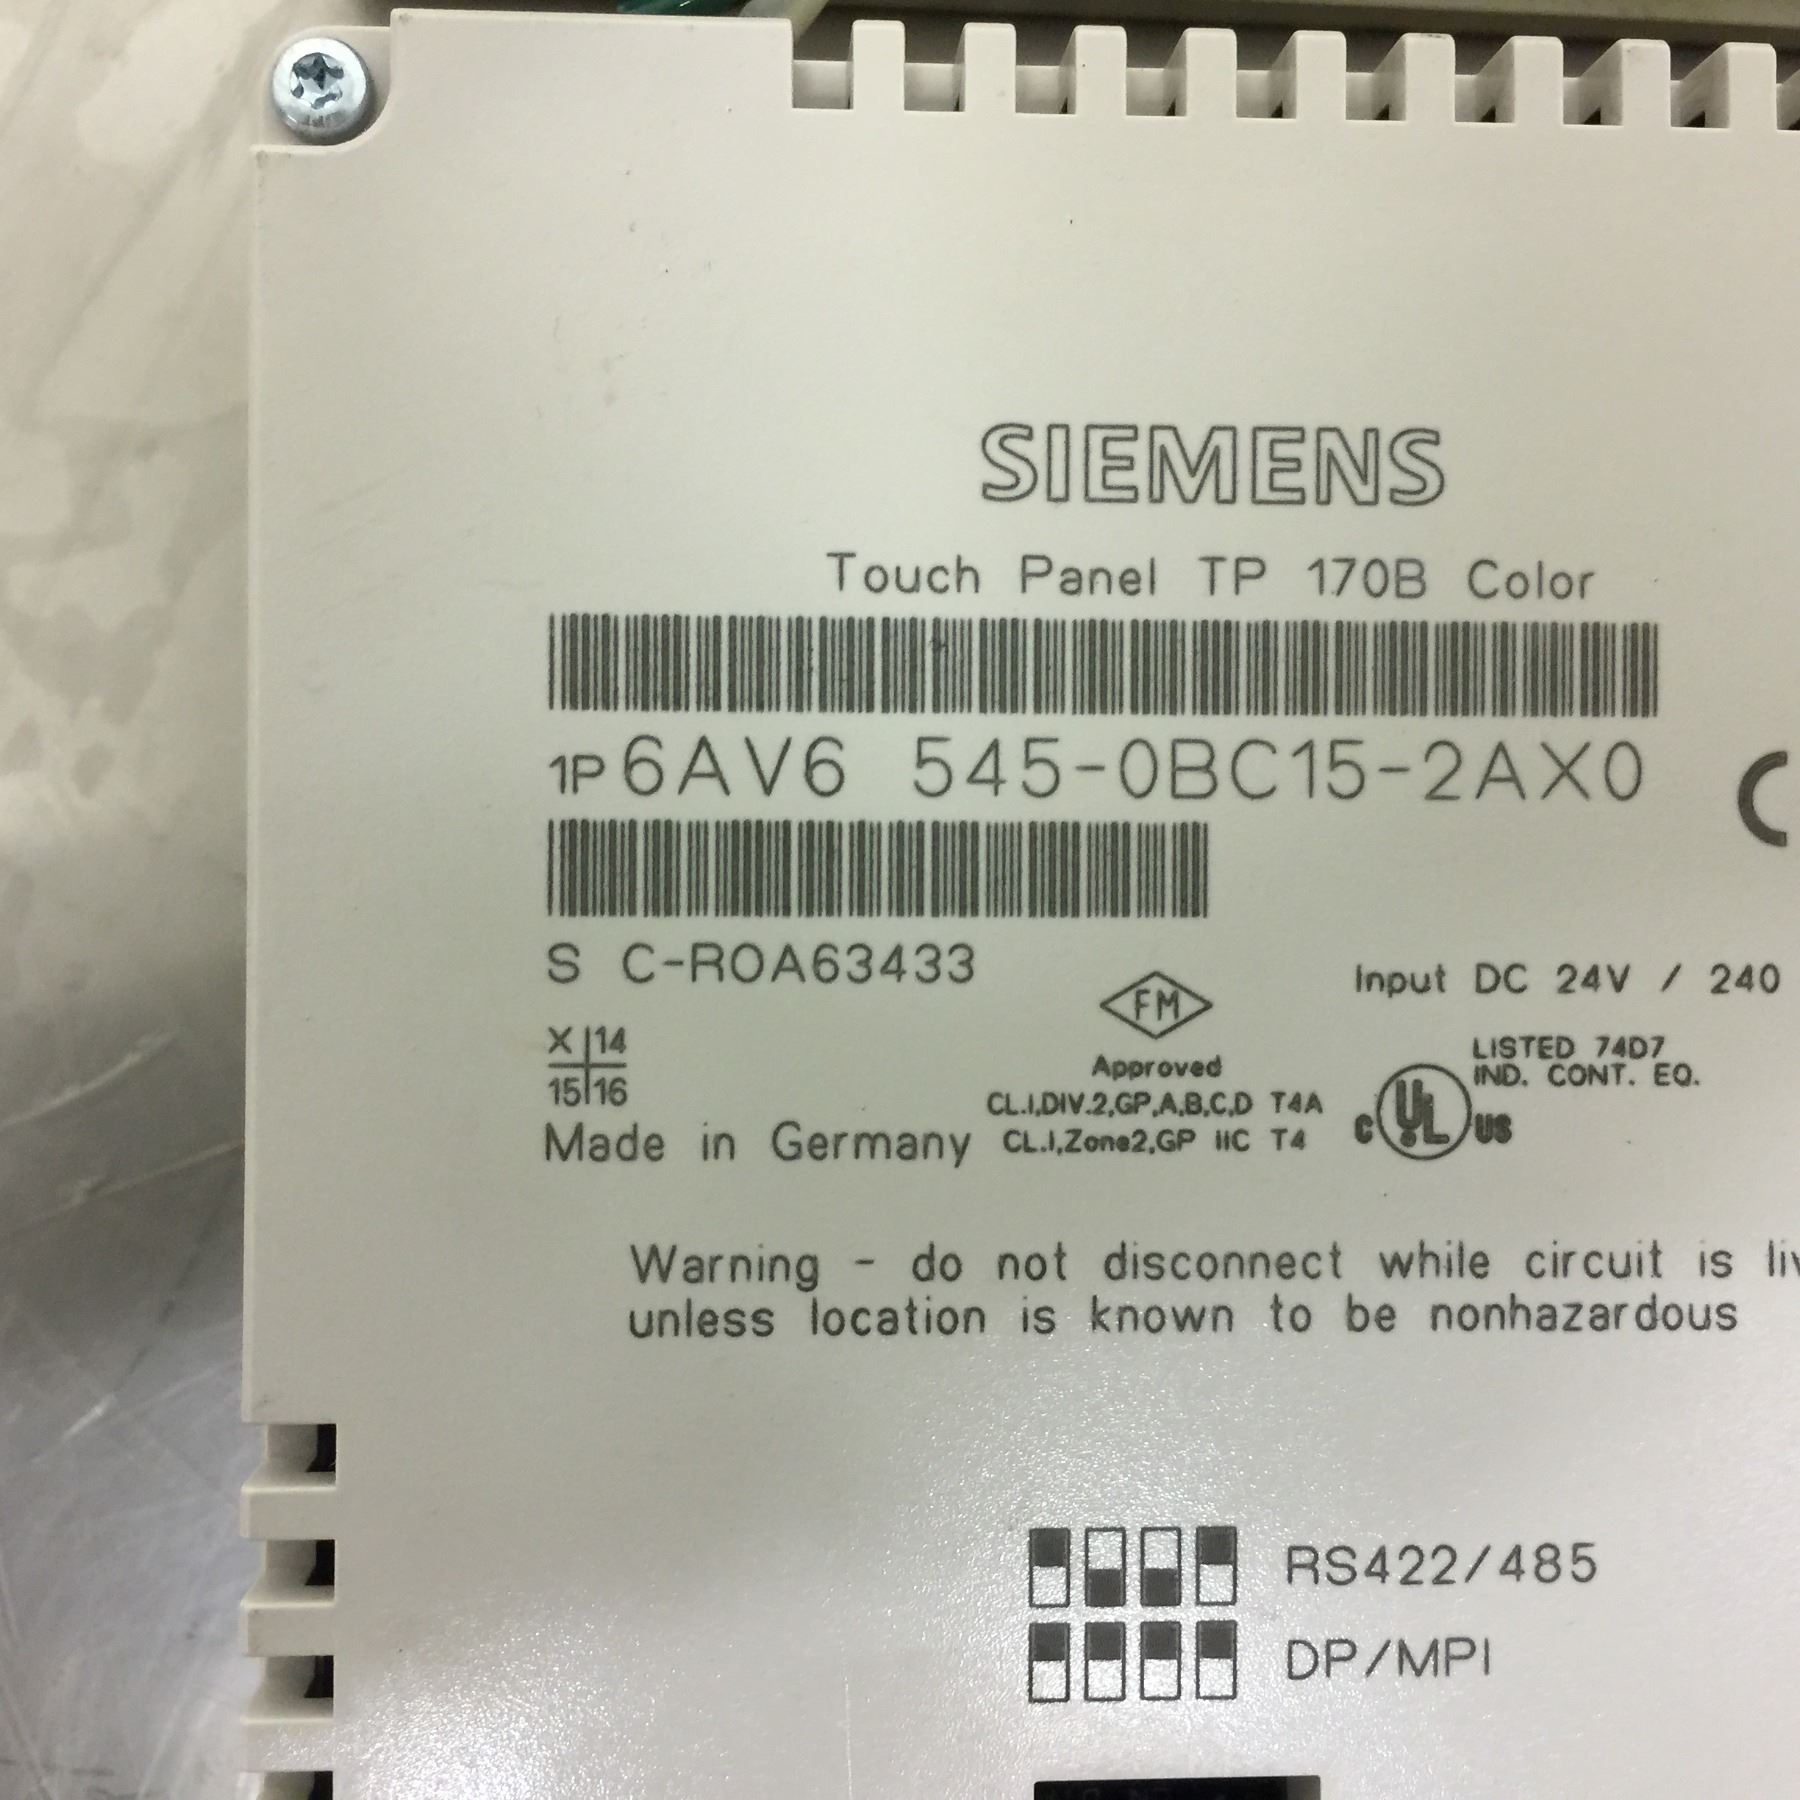 SIEMENS
Touch Panel TP 170B Color
1P 6AV6 545-0BC15-2AX0
S C-R0A63433
Input DC 24V / 240
FM
X 14
15 16
Approved
LISTED 74D7
IND. CONT. EQ.
CL.I,DIV.2,GP,A,B,C,D T4A
C UL US
Made in Germany
CL.I,Zone2,GP IIC T4
Warning - do not disconnect while circuit is
unless location is known to be nonhazardous
RS422/485
DP/MPI